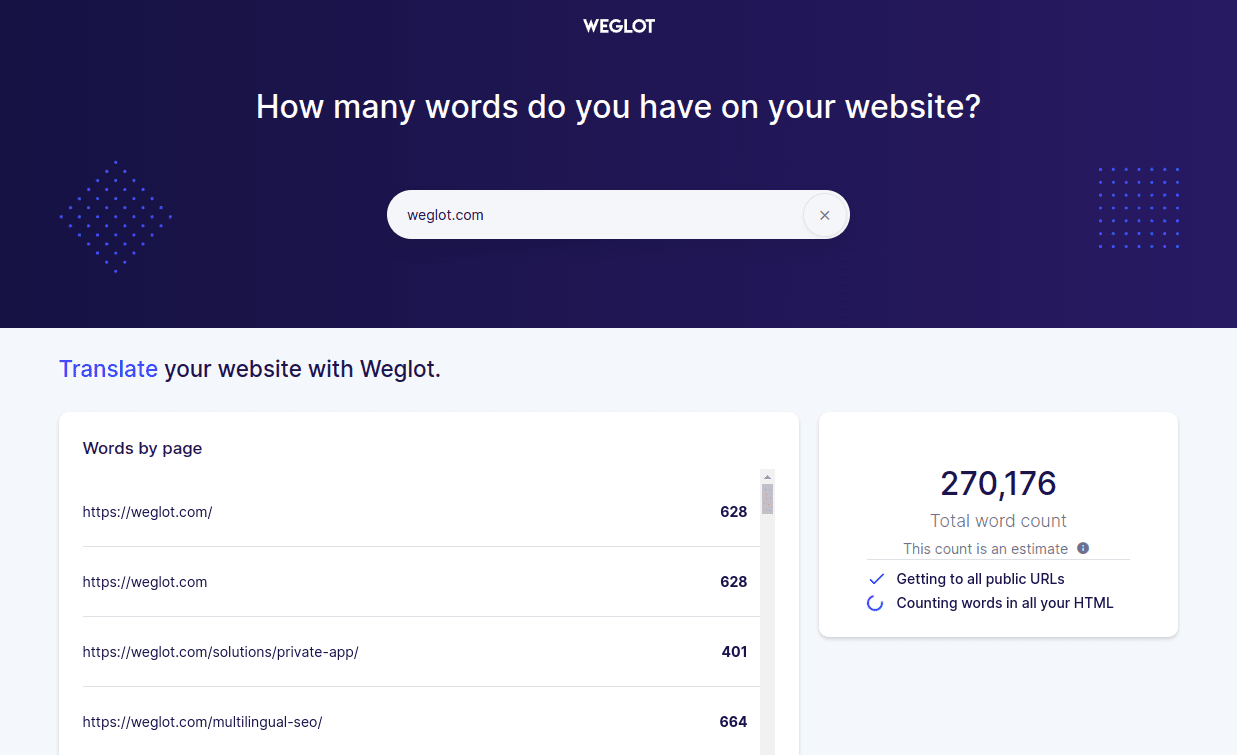 WEGLOT
How many words do you have on your website?
weglot.com
Translate your website with Weglot.
Words by page
https://weglot.com/ 628
https://weglot.com 628
https://weglot.com/solutions/private-app/ 401
https://weglot.com/multilingual-seo/ 664
270,176
Total word count
This count is an estimate
Getting to all public URLs
Counting words in all your HTML